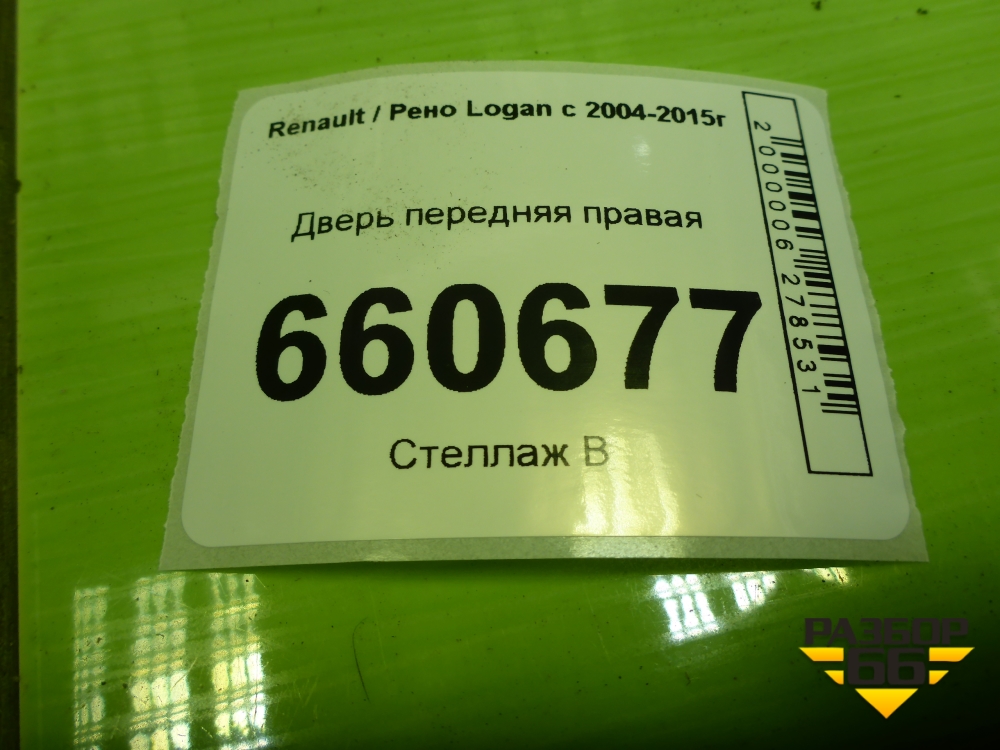 Renault / Рено Logan с 2004-2015г
Дверь передняя правая
660677
Стеллаж В
2000006278531
РАЗБОР
66